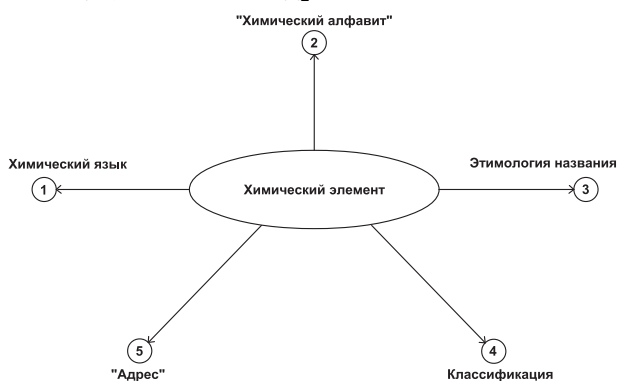 "Химический алфавит"
2
Химический язык
Этимология названия
1
Химический элемент
3
5
4
"Адрес"
Классификация